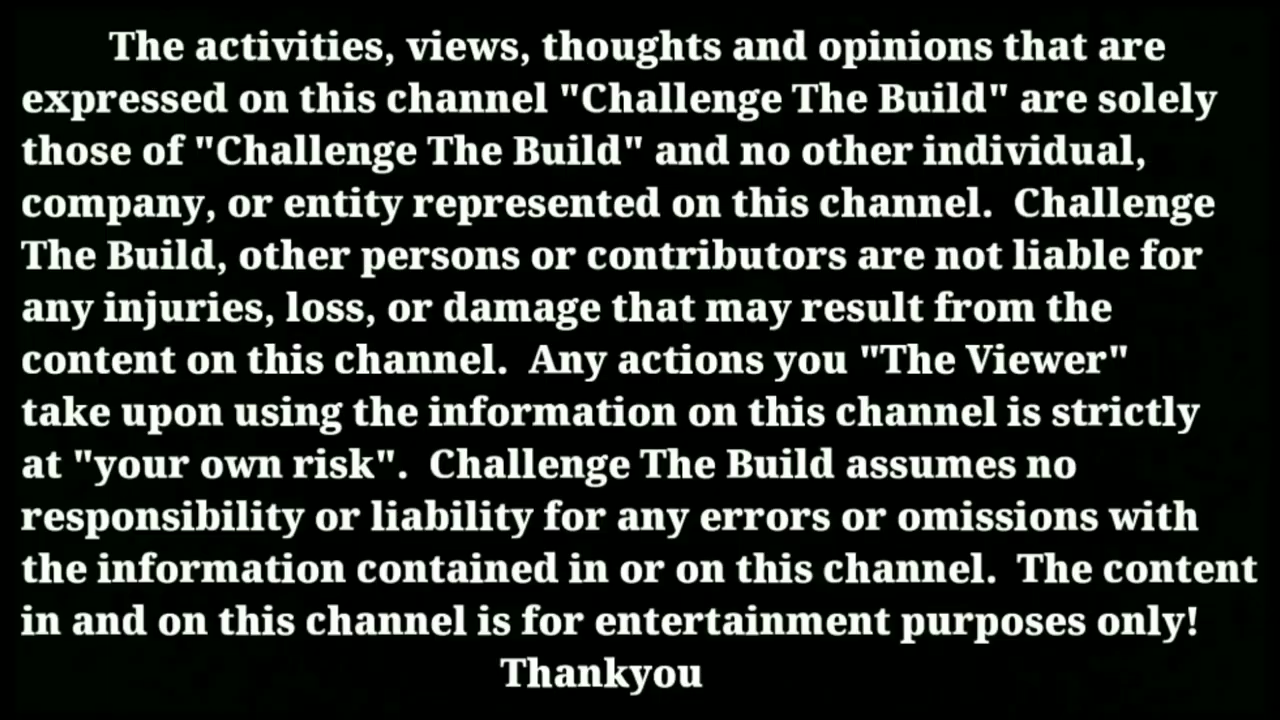 The activities, views, thoughts and opinions that are
expressed on this channel "Challenge The Build" are solely
those of "Challenge The Build" and no other individual,
company, or entity represented on this channel.  Challenge
The Build, other persons or contributors are not liable for
any injuries, loss, or damage that may result from the
content on this channel.  Any actions you "The Viewer"
take upon using the information on this channel is strictly
at "your own risk".  Challenge The Build assumes no
responsibility or liability for any errors or omissions with
the information contained in or on this channel.  The content
in and on this channel is for entertainment purposes only!
Thankyou